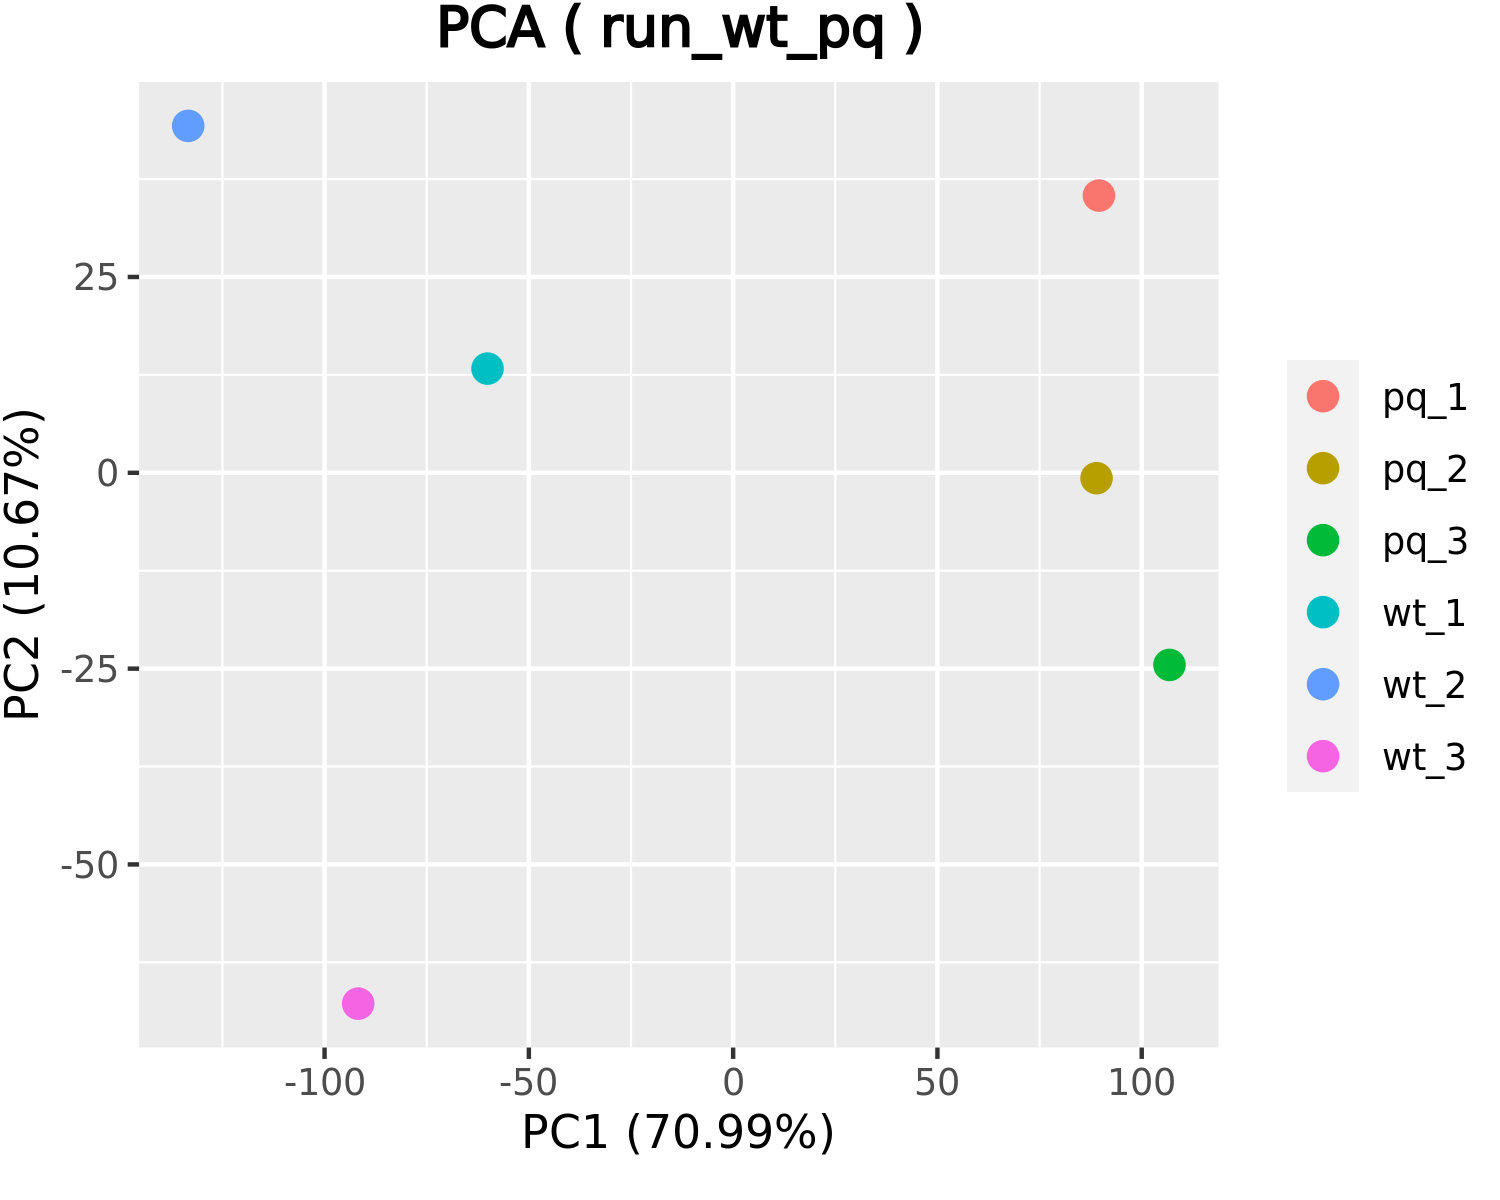 PCA ( run_wt_pq )
25
0
-25
-50
PC2 (10.67%)
-100
-50
0
50
100
PC1 (70.99%)
pq_1
pq_2
pq_3
wt_1
wt_2
wt_3